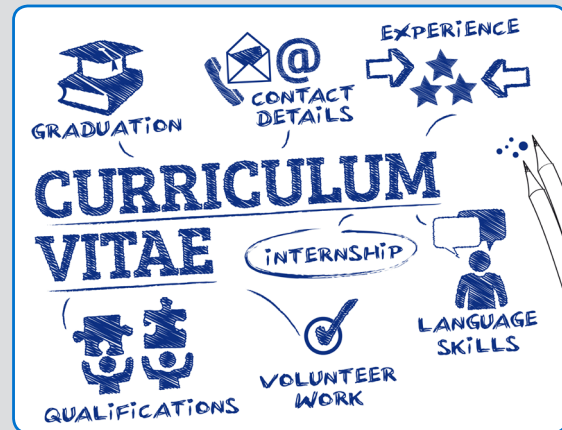 EXPERIENCE
@
CONTACT
DETAILS
GRADUATION
CURRICULUM
VITAE
INTERNSHIP
LANGUAGE
SKILLS
VOLUNTEER
WORK
QUALIFICATIONS